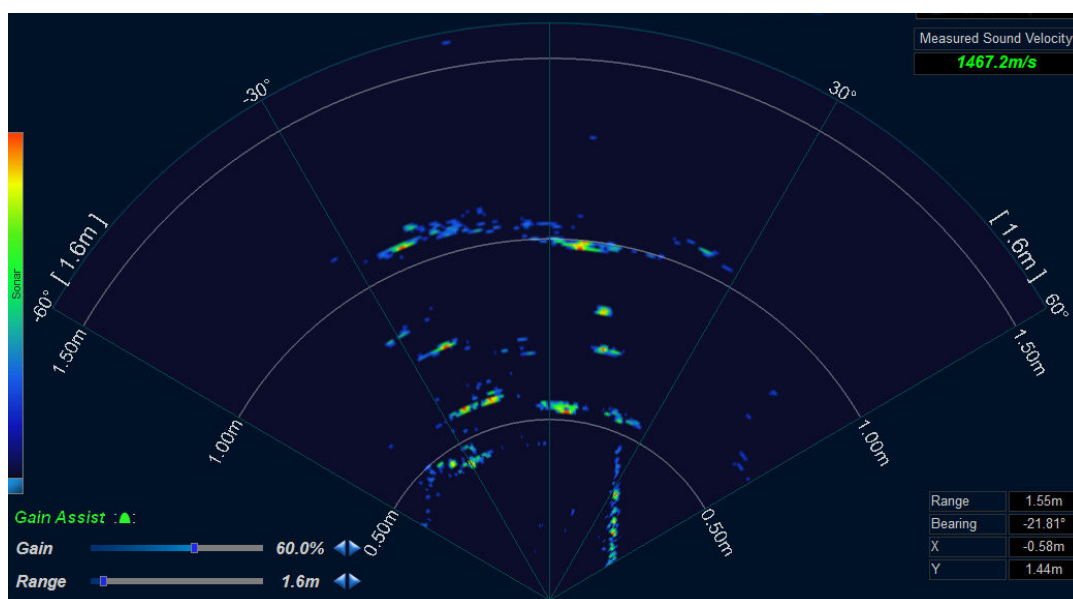 Measured Sound Velocity
1467.2m/s
-30°
30°
[ 1.6m ]
[ 1.6m ]
Sonar
-60°
60°
1.50m
1.50m
1.00m
1.00m
0.50m
0.50m
Gain Assist :
Gain 60.0%
Range 1.6m
Range 1.55m
Bearing -21.81°
X -0.58m
Y 1.44m